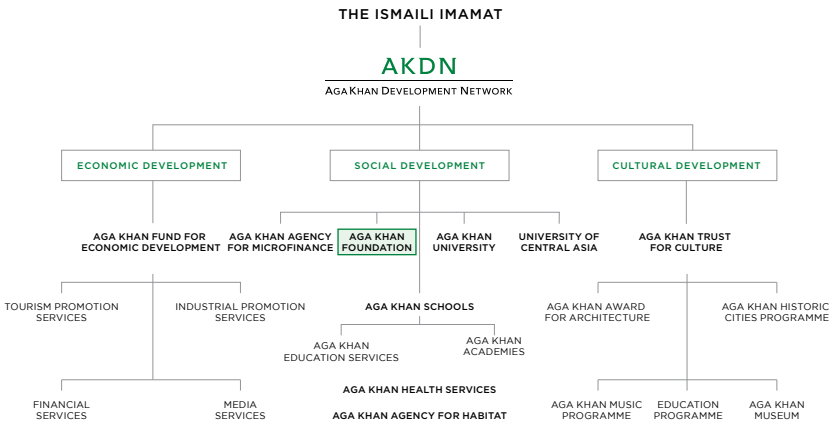 THE ISMAILI IMAMAT
AKDN
AGA KHAN DEVELOPMENT NETWORK
ECONOMIC DEVELOPMENT
SOCIAL DEVELOPMENT
CULTURAL DEVELOPMENT
AGA KHAN FUND FOR
ECONOMIC DEVELOPMENT
AGA KHAN AGENCY
FOR MICROFINANCE
AGA KHAN
FOUNDATION
AGA KHAN
UNIVERSITY
UNIVERSITY OF
CENTRAL ASIA
AGA KHAN TRUST
FOR CULTURE
TOURISM PROMOTION
SERVICES
INDUSTRIAL PROMOTION
SERVICES
AGA KHAN SCHOOLS
AGA KHAN AWARD
FOR ARCHITECTURE
AGA KHAN HISTORIC
CITIES PROGRAMME
AGA KHAN
EDUCATION SERVICES
AGA KHAN
ACADEMIES
AGA KHAN HEALTH SERVICES
FINANCIAL
SERVICES
MEDIA
SERVICES
AGA KHAN AGENCY FOR HABITAT
AGA KHAN MUSIC
PROGRAMME
EDUCATION
PROGRAMME
AGA KHAN
MUSEUM